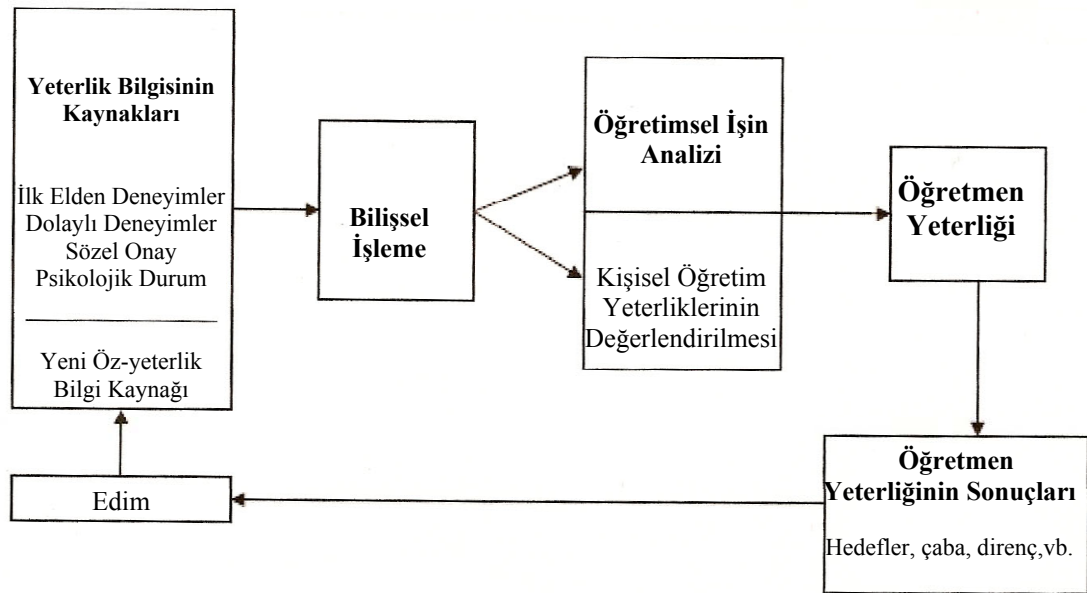 Yeterlik Bilgisinin
Kaynakları
İlk Elden Deneyimler
Dolaylı Deneyimler
Sözel Onay
Psikolojik Durum
Yeni Öz-yeterlik
Bilgi Kaynağı
Bilişsel
İşleme
Öğretimsel İşin
Analizi
Kişisel Öğretim
Yeterliklerinin
Değerlendirilmesi
Öğretmen
Yeterliği
Öğretmen
Yeterliğinin Sonuçları
Hedefler, çaba, direnç,vb.
Edim